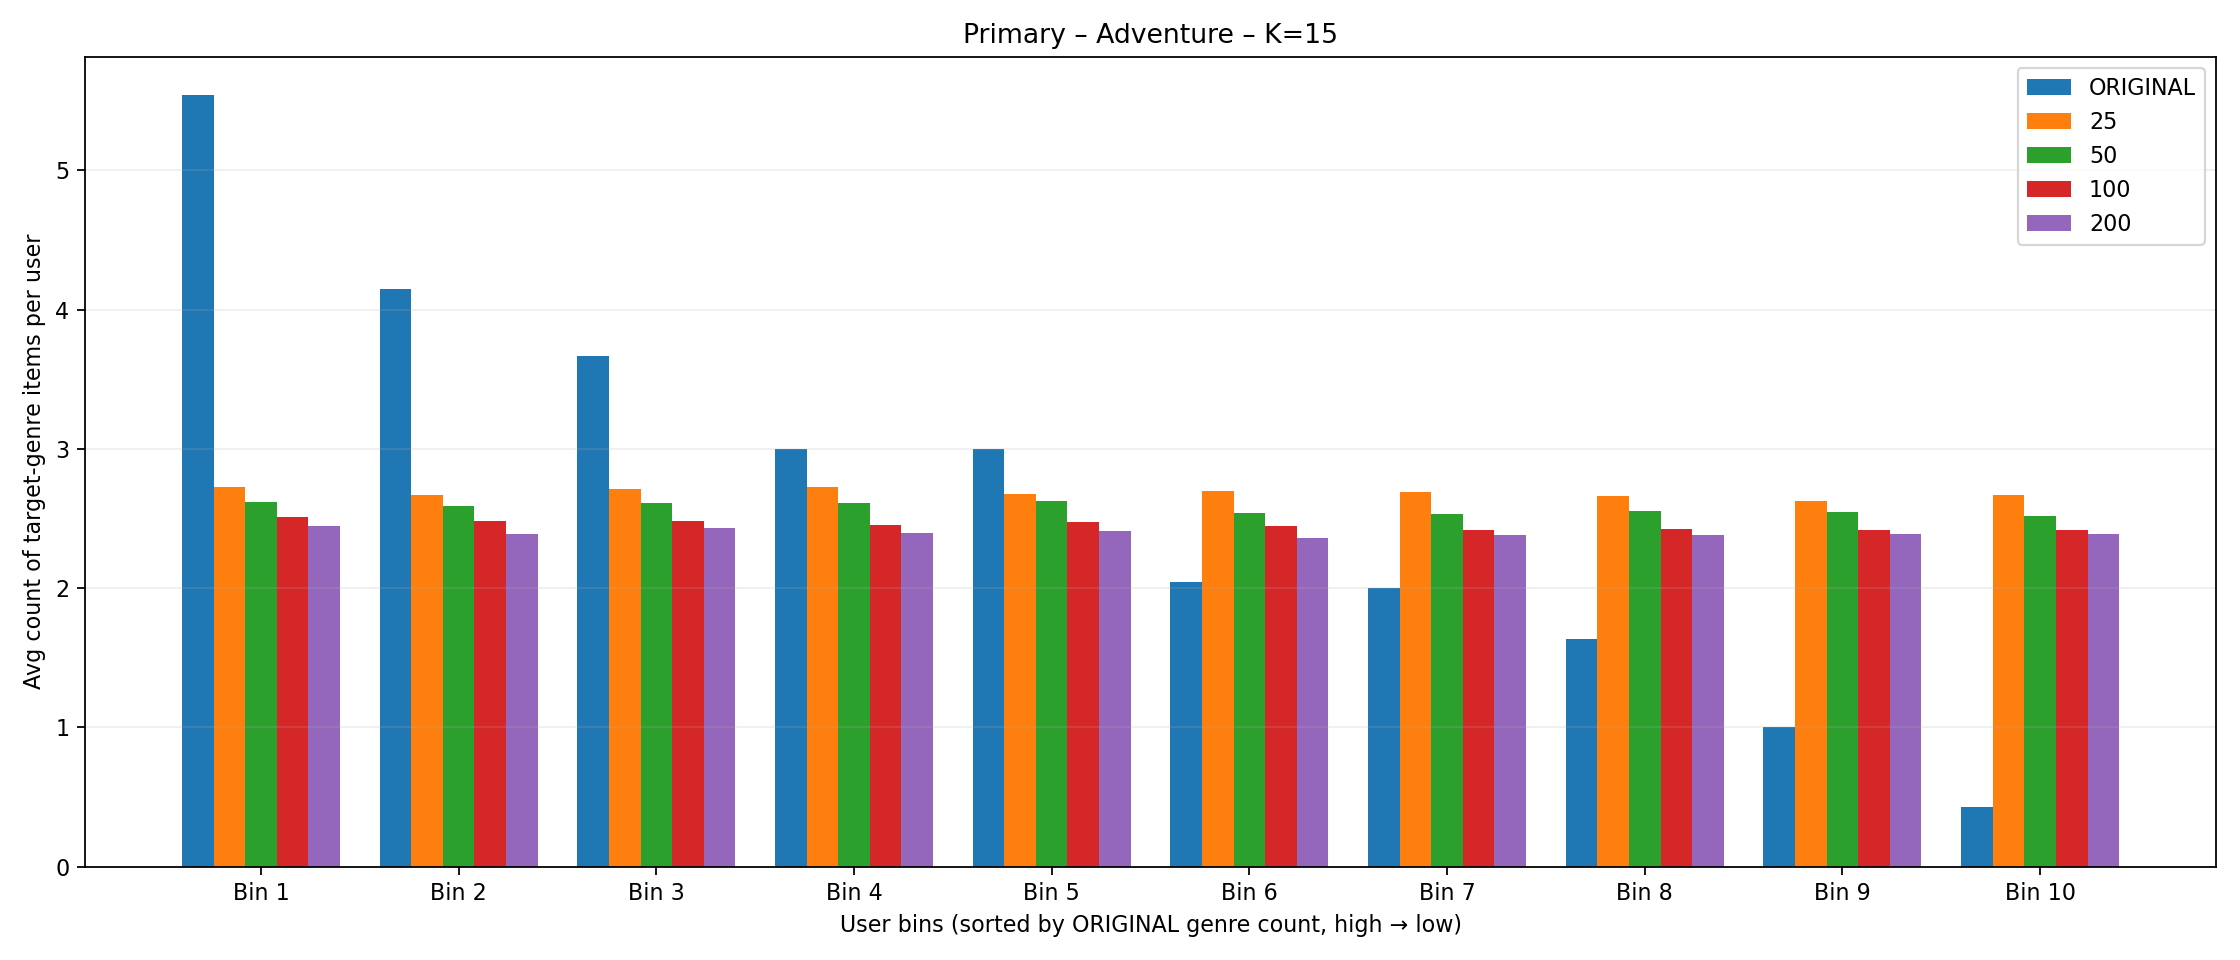 Primary – Adventure – K=15
ORIGINAL
25
50
100
200
Avg count of target-genre items per user
5
4
3
2
1
0
Bin 1 Bin 2 Bin 3 Bin 4 Bin 5 Bin 6 Bin 7 Bin 8 Bin 9 Bin 10
User bins (sorted by ORIGINAL genre count, high → low)